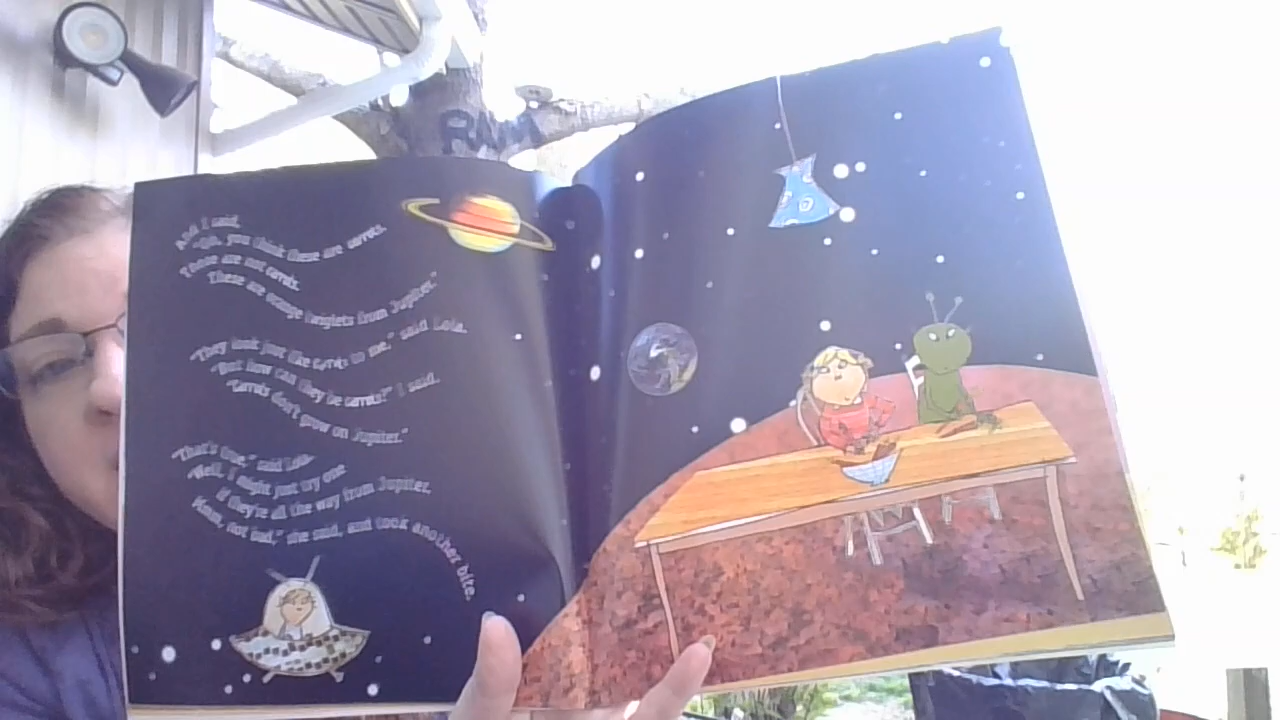 And I said,
"Oh, you think these are carrots.
These are not carrots.
These are orange twiglets from Jupiter."
"They look just like carrots to me," said Lola.
"But how can they be carrots?" I said.
"Carrots don't grow on Jupiter."
"That's true," said Lola.
"Well, I might just try one
if they're all the way from Jupiter.
Mmm, not bad," she said, and took another bite.